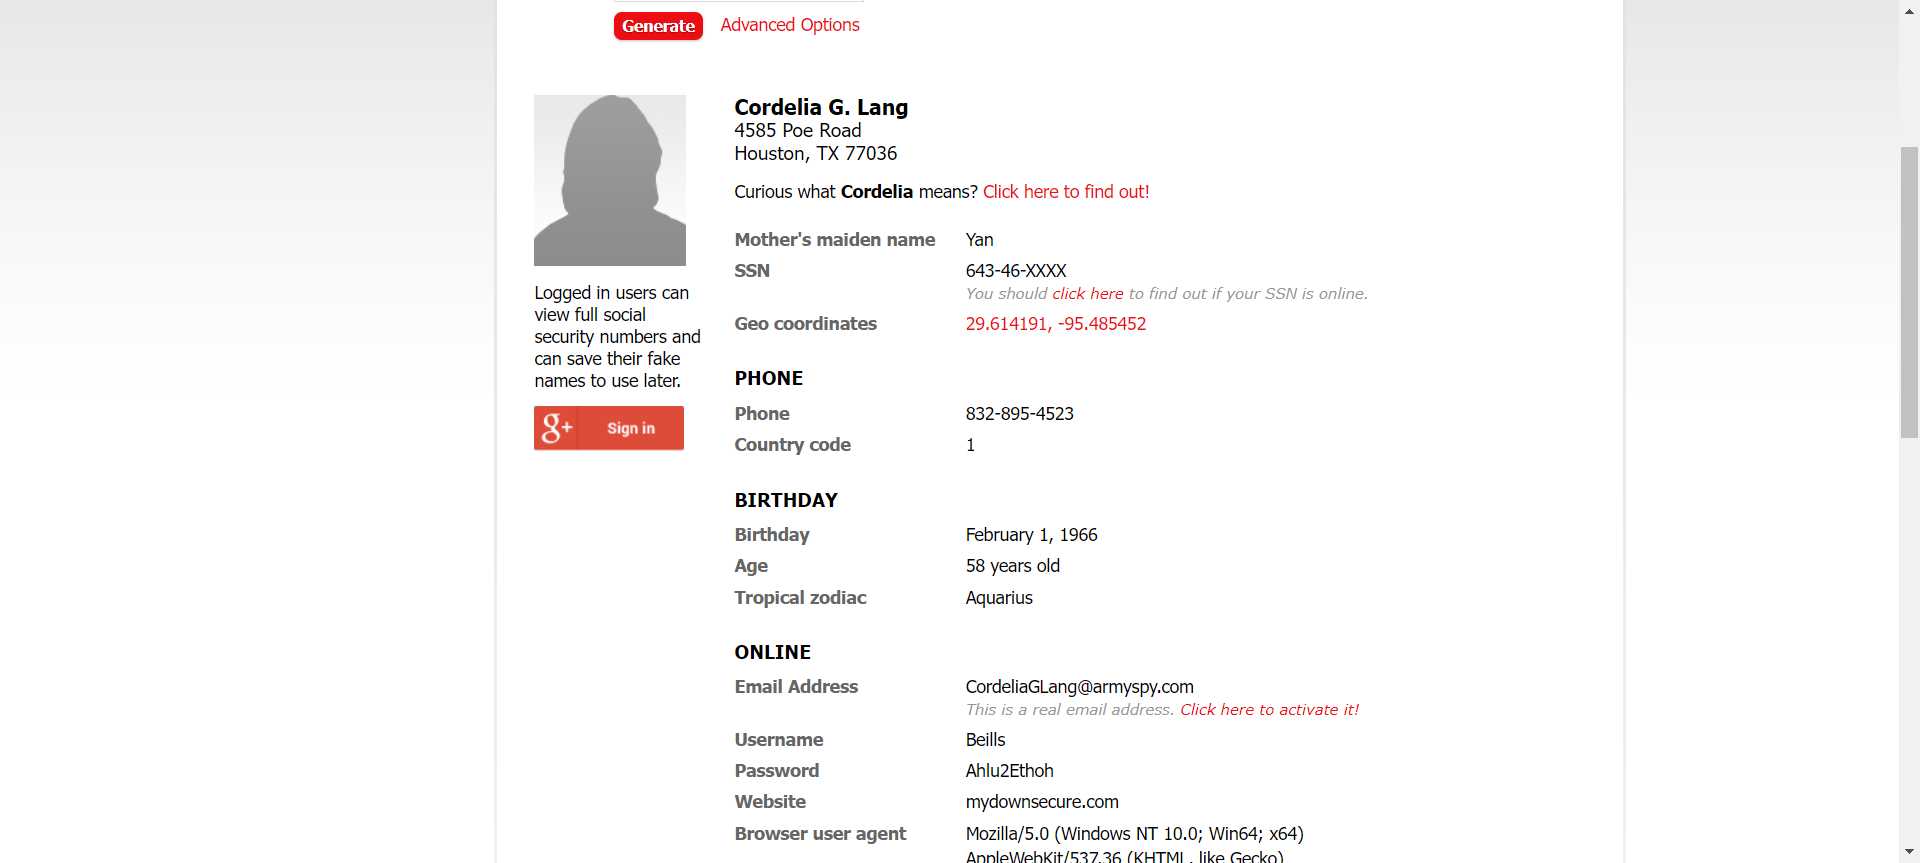 Generate Advanced Options
Cordelia G. Lang
4585 Poe Road
Houston, TX 77036
Curious what Cordelia means? Click here to find out!
Logged in users can
view full social
security numbers and
can save their fake
names to use later.
g+ Sign in
Mother's maiden name Yan
SSN 643-46-XXXX
You should click here to find out if your SSN is online.
Geo coordinates 29.614191, -95.485452
PHONE
Phone 832-895-4523
Country code 1
BIRTHDAY
Birthday February 1, 1966
Age 58 years old
Tropical zodiac Aquarius
ONLINE
Email Address CordeliaGLang@armyspy.com
This is a real email address. Click here to activate it!
Username Beills
Password Ahlu2Ethoh
Website mydownsecure.com
Browser user agent Mozilla/5.0 (Windows NT 10.0; Win64; x64)
AppleWebKit/537.36 (KHTML, like Gecko)